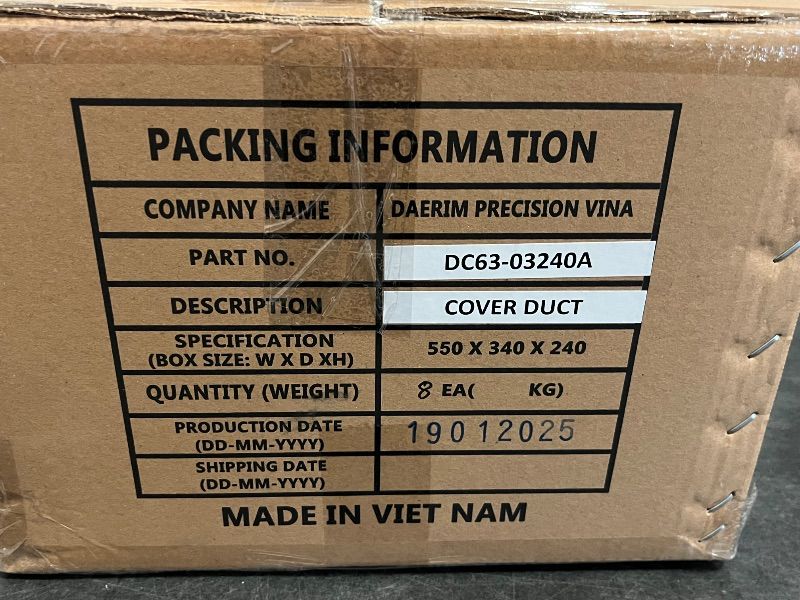 PACKING INFORMATION
COMPANY NAME DAERIM PRECISION VINA
PART NO. DC63-03240A
DESCRIPTION COVER DUCT
SPECIFICATION
(BOX SIZE: W X D XH) 550 X 340 X 240
QUANTITY (WEIGHT) 8 EA( KG)
PRODUCTION DATE
(DD-MM-YYYY) 19012025
SHIPPING DATE
(DD-MM-YYYY)
MADE IN VIET NAM